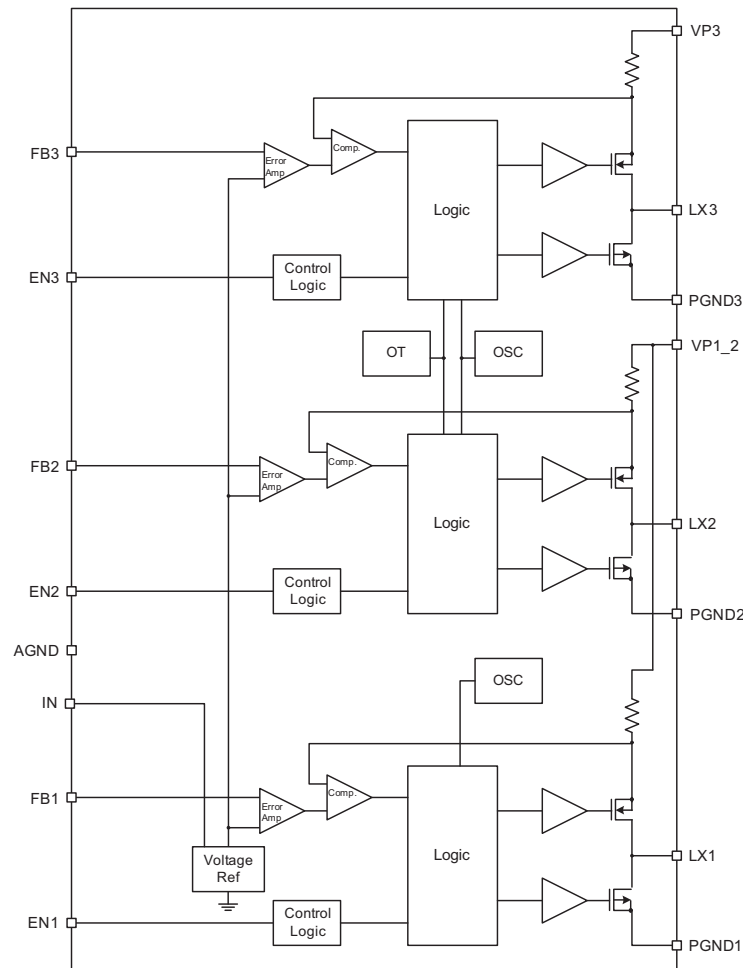 VP3
FB3
Error
Amp
Comp.
Logic
LX3
EN3
Control
Logic
PGND3
OT
OSC
VP1_2
FB2
Error
Amp
Comp.
Logic
LX2
EN2
Control
Logic
PGND2
AGND
OSC
IN
FB1
Error
Amp
Comp.
Logic
Voltage
Ref
LX1
EN1
Control
Logic
PGND1